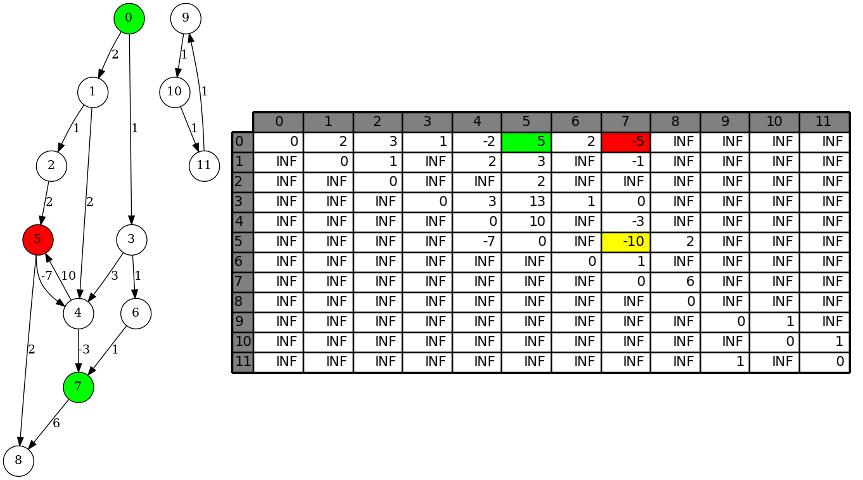 0
9
2
1
1
10
1
1
1
1
2
11
2
2
5
3
-7
10
3
1
4
6
2
-3
1
7
6
8
0 1 2 3 4 5 6 7 8 9 10 11
0 0 2 3 1 -2 5 2 -5 INF INF INF INF
1 INF 0 1 INF 2 3 INF -1 INF INF INF INF
2 INF INF 0 INF INF 2 INF INF INF INF INF INF
3 INF INF INF 0 3 13 1 0 INF INF INF INF
4 INF INF INF INF 0 10 INF -3 INF INF INF INF
5 INF INF INF INF -7 0 INF -10 2 INF INF INF
6 INF INF INF INF INF INF 0 1 INF INF INF INF
7 INF INF INF INF INF INF INF 0 6 INF INF INF
8 INF INF INF INF INF INF INF INF 0 INF INF INF
9 INF INF INF INF INF INF INF INF INF 0 1 INF
10 INF INF INF INF INF INF INF INF INF INF 0 1
11 INF INF INF INF INF INF INF INF INF 1 INF 0